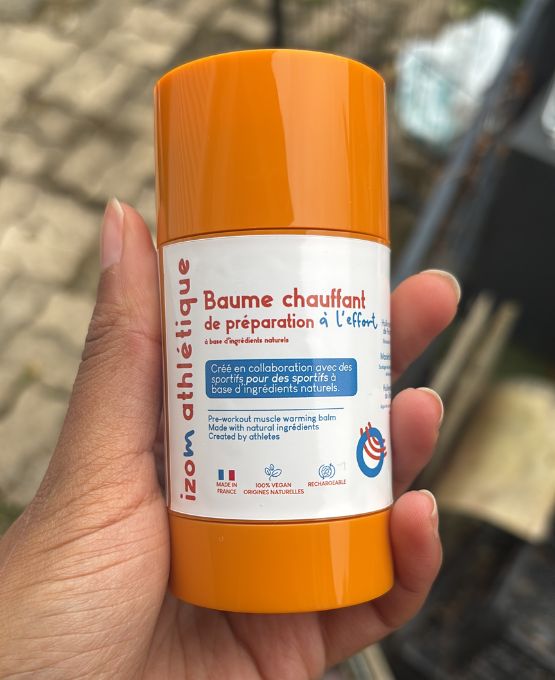 izom athlétique
Baume chauffant
de préparation à l'effort
à base d'ingrédients naturels
Créé en collaboration avec des
sportifs pour des sportifs à
base d'ingrédients naturels.
Pre-workout muscle warming balm
Made with natural ingrédients
Created by athletes
MADE IN
FRANCE
100% VEGAN
ORIGINES NATURELLES
RECHARGEABLE